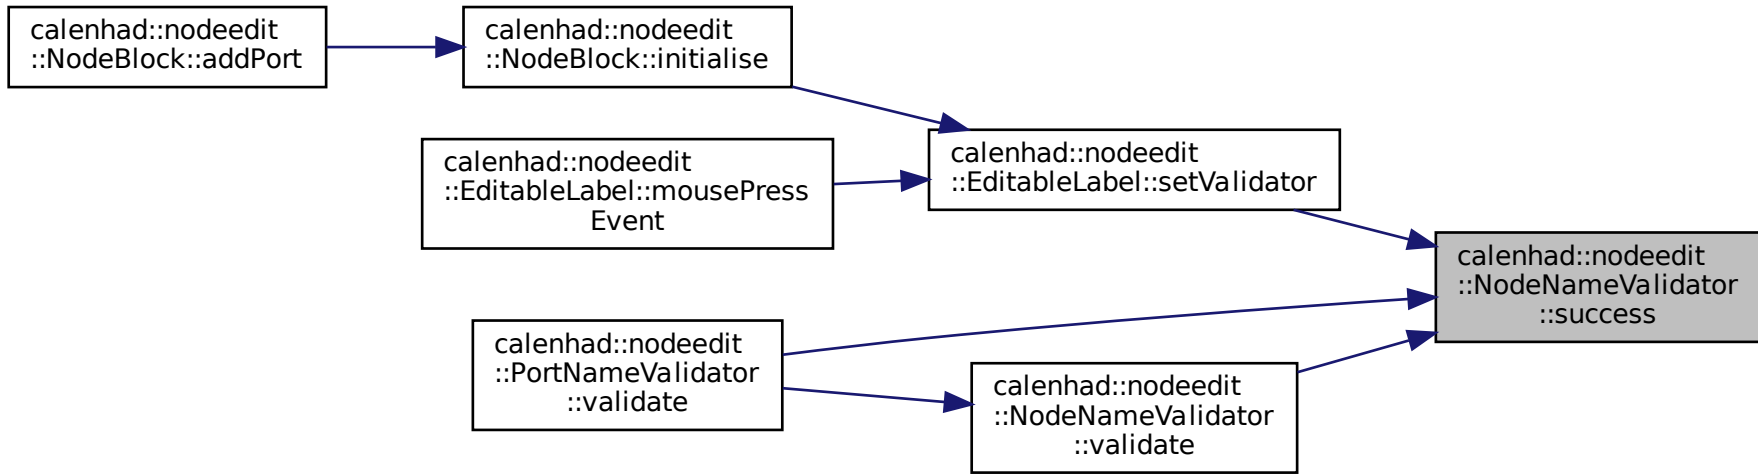 calenhad::nodeedit
::NodeBlock::addPort
calenhad::nodeedit
::NodeBlock::initialise
calenhad::nodeedit
::EditableLabel::mousePress
Event
calenhad::nodeedit
::EditableLabel::setValidator
calenhad::nodeedit
::NodeNameValidator
::success
calenhad::nodeedit
::PortNameValidator
::validate
calenhad::nodeedit
::NodeNameValidator
::validate